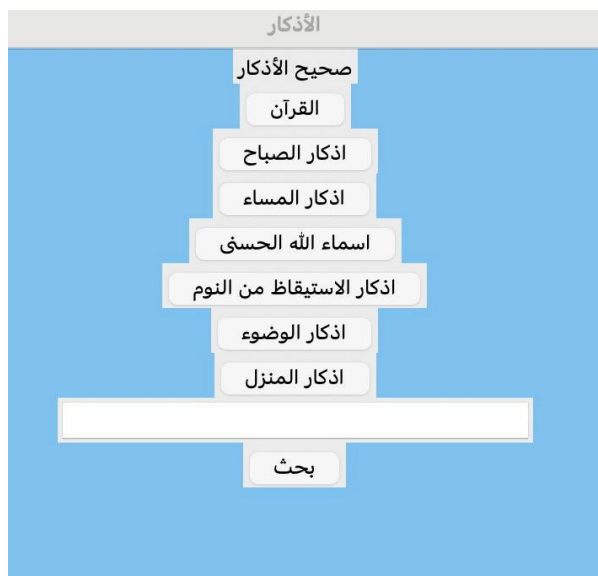 الأذكار
صحيح الأذكار
القرآن
اذكار الصباح
اذكار المساء
اسماء الله الحسنى
اذكار الاستيقاظ من النوم
اذكار الوضوء
اذكار المنزل
بحث